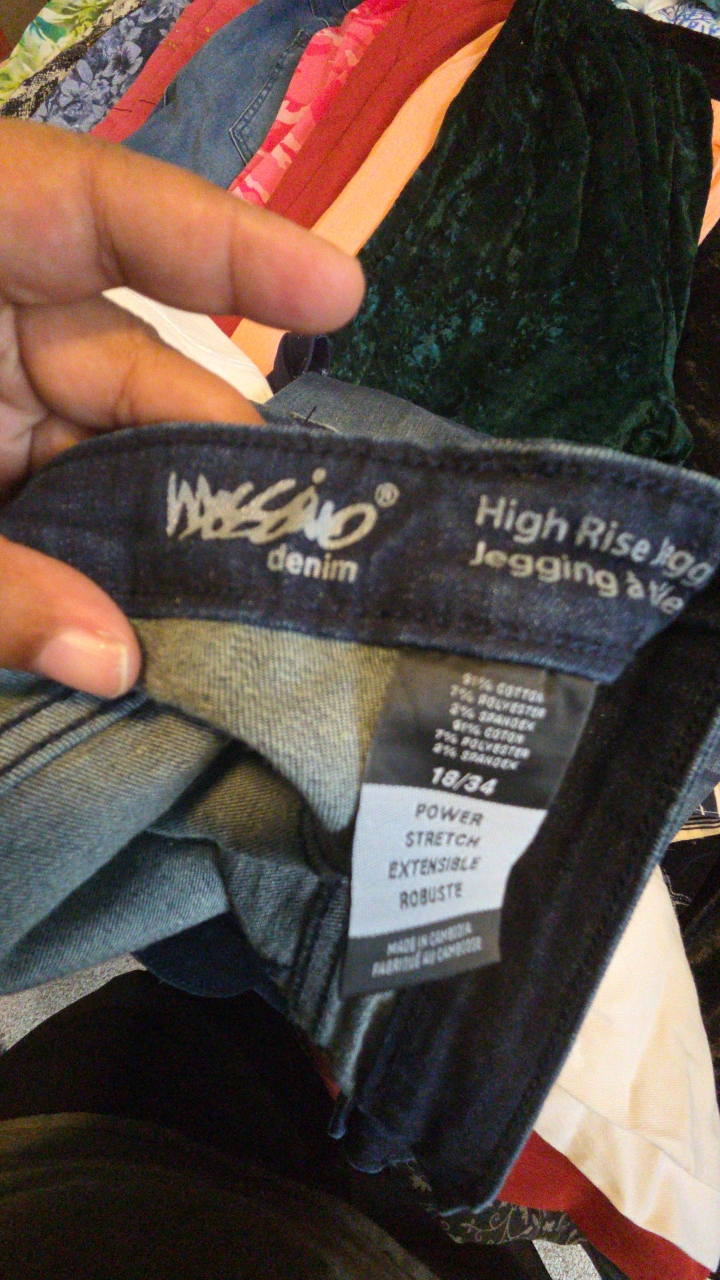 MOSSIMO®
denim
High Rise Jegg
Jegging à
91% COTTON
7% POLYESTER
2% SPANDEX
91% COTON
7% POLYESTER
2% SPANDEX
18/34
POWER
STRETCH
EXTENSIBLE
ROBUSTE
MADE IN CAMBODIA
FABRIQUÉ AU CAMBODGE